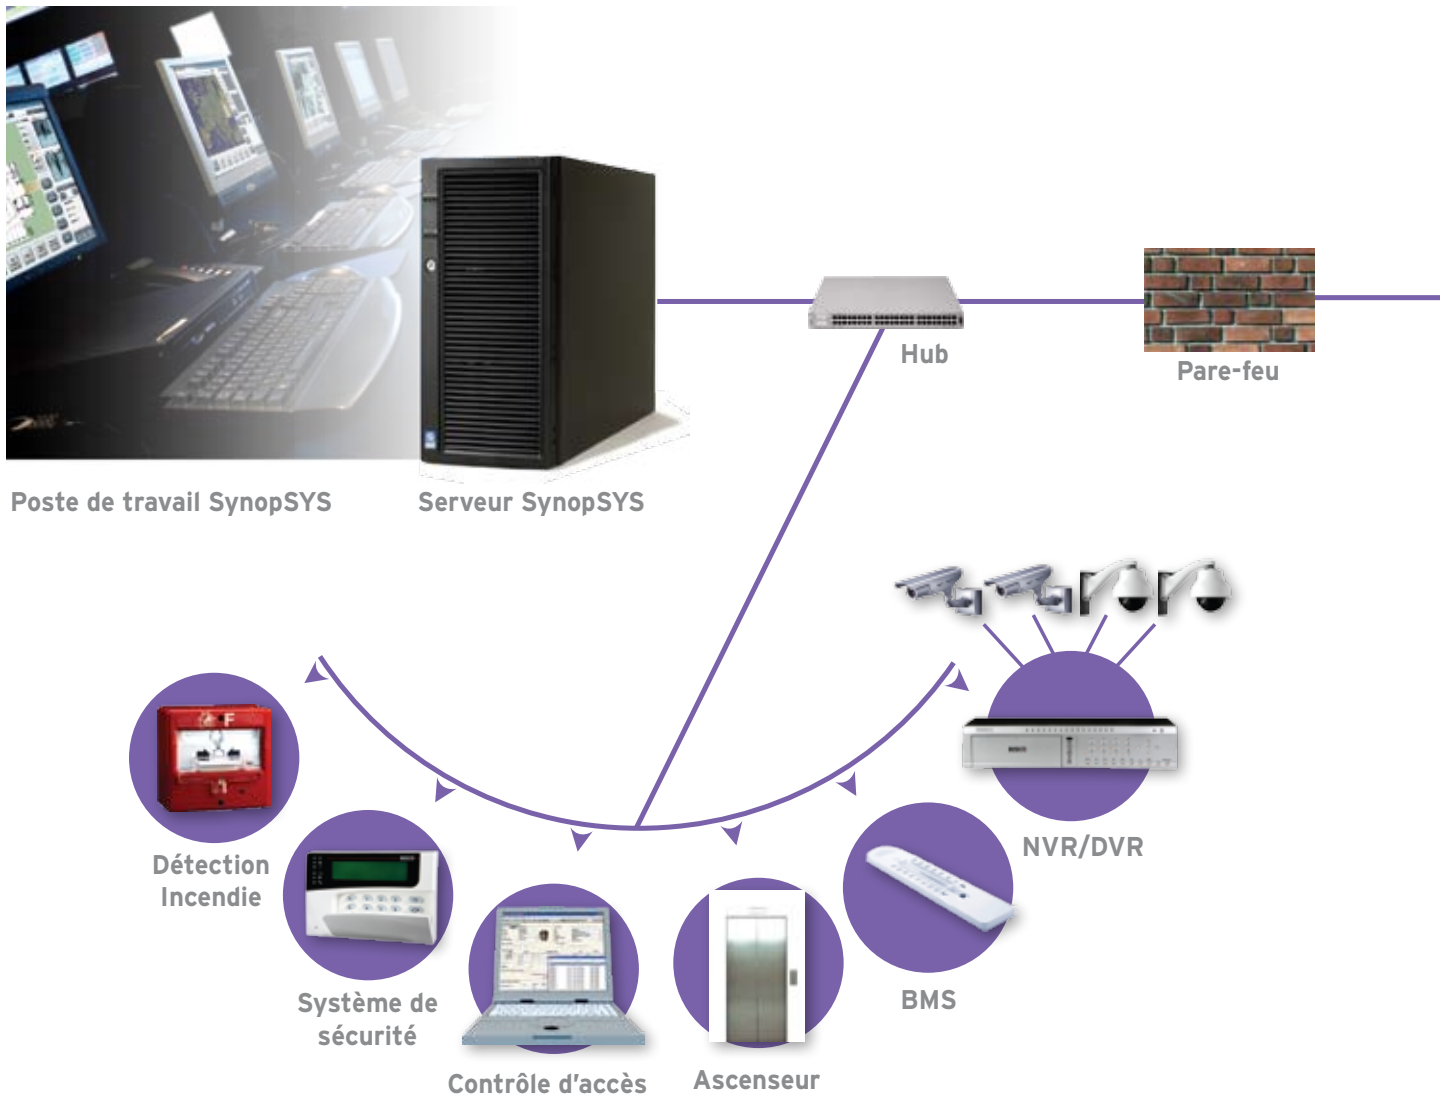 Hub
Pare-feu
Poste de travail SynopSYS
Serveur SynopSYS
Détection
Incendie
Système de
sécurité
Contrôle d'accès
Ascenseur
BMS
NVR/DVR
F